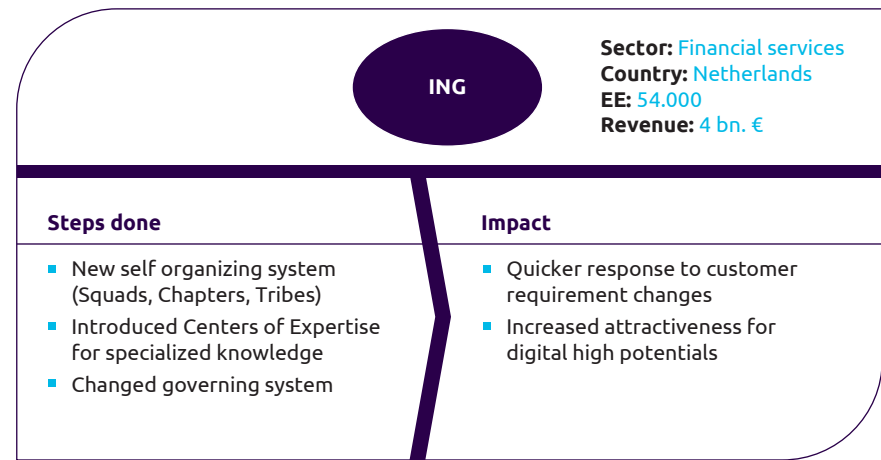 ING
Sector: Financial services
Country: Netherlands
EE: 54.000
Revenue: 4 bn. €
Steps done
New self organizing system
(Squads, Chapters, Tribes)
Introduced Centers of Expertise
for specialized knowledge
Changed governing system
Impact
Quicker response to customer
requirement changes
Increased attractiveness for
digital high potentials